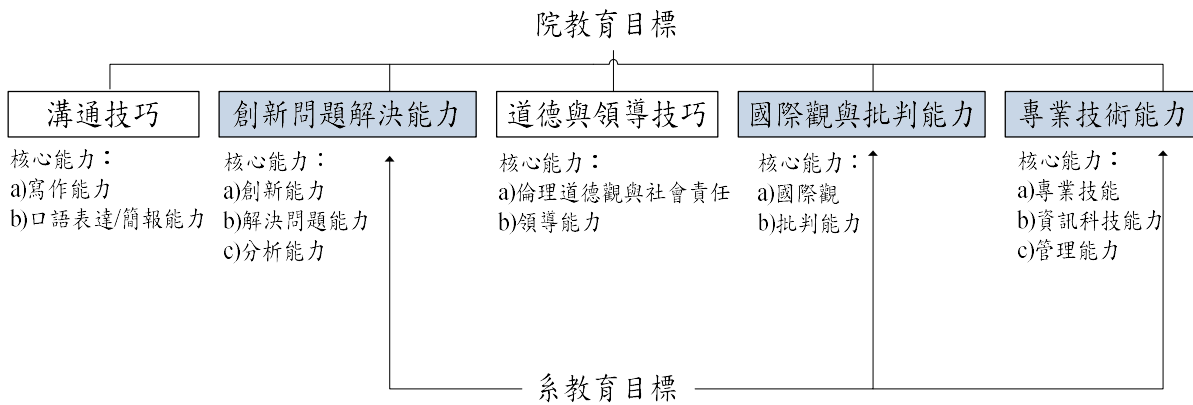 院教育目標
溝通技巧
核心能力：
a)寫作能力
b)口語表達/簡報能力
創新問題解決能力
核心能力：
a)創新能力
b)解決問題能力
c)分析能力
道德與領導技巧
核心能力：
a)倫理道德觀與社會責任
b)領導能力
國際觀與批判能力
核心能力：
a)國際觀
b)批判能力
專業技術能力
核心能力：
a)專業技能
b)資訊科技能力
c)管理能力
系教育目標